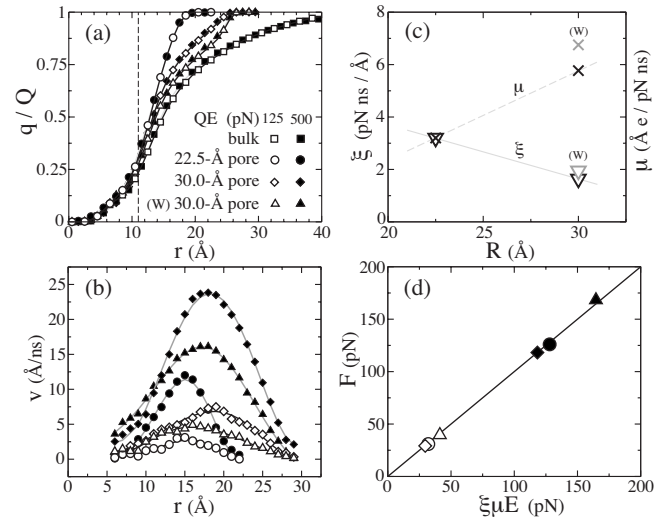 (a)
q / Q
1
0.75
0.5
0.25
0
QE (pN) 125 500
bulk
22.5-Å pore
30.0-Å pore
(W) 30.0-Å pore
0 10 20 30 40
r (Å)
(c)
ξ (pN ns / Å)
8
6
4
2
0
(W)
μ
ξ
(W)
μ (Å e / pN ns)
20 25 30
R (Å)
(b)
v (Å/ns)
25
20
15
10
5
0
0 5 10 15 20 25 30
r (Å)
(d)
F (pN)
200
150
100
50
0
0 50 100 150 200
ξμE (pN)